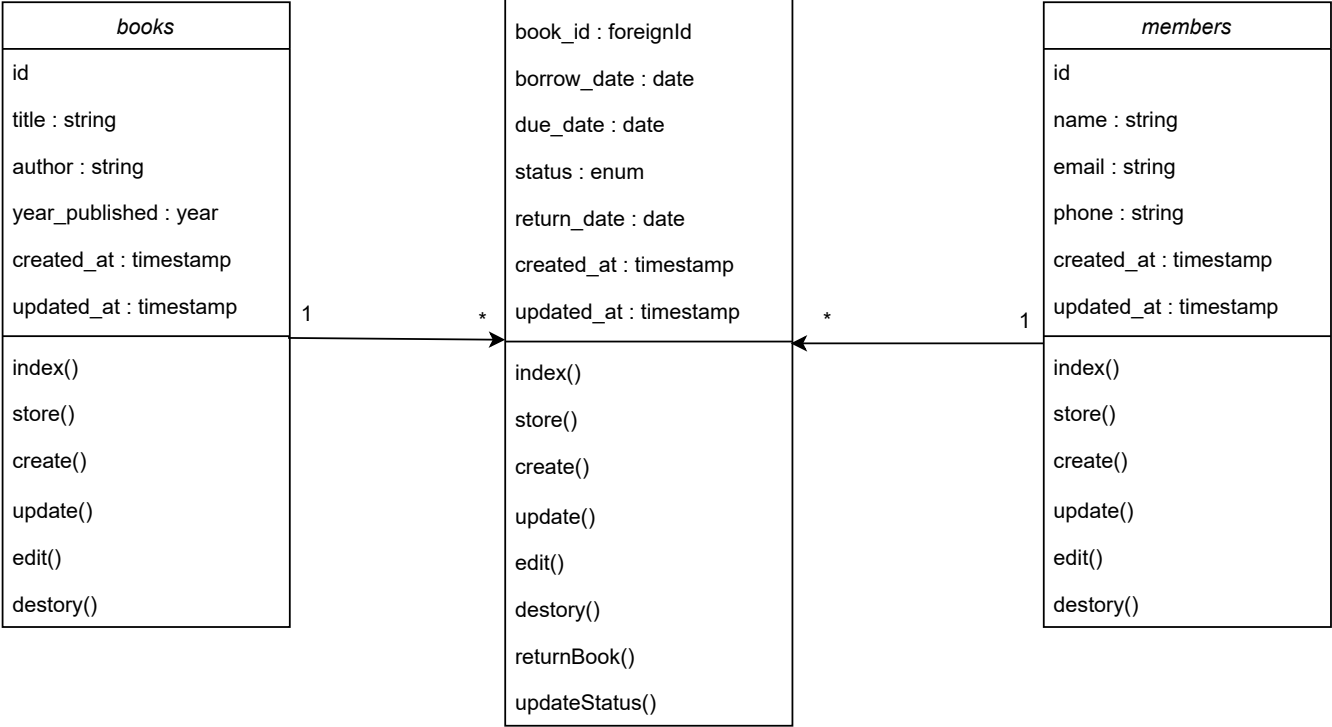 books
id
title : string
author : string
year_published : year
created_at : timestamp
updated_at : timestamp
index()
store()
create()
update()
edit()
destory()
1
*
book_id : foreignId
borrow_date : date
due_date : date
status : enum
return_date : date
created_at : timestamp
updated_at : timestamp
index()
store()
create()
update()
edit()
destory()
returnBook()
updateStatus()
*
1
members
id
name : string
email : string
phone : string
created_at : timestamp
updated_at : timestamp
index()
store()
create()
update()
edit()
destory()